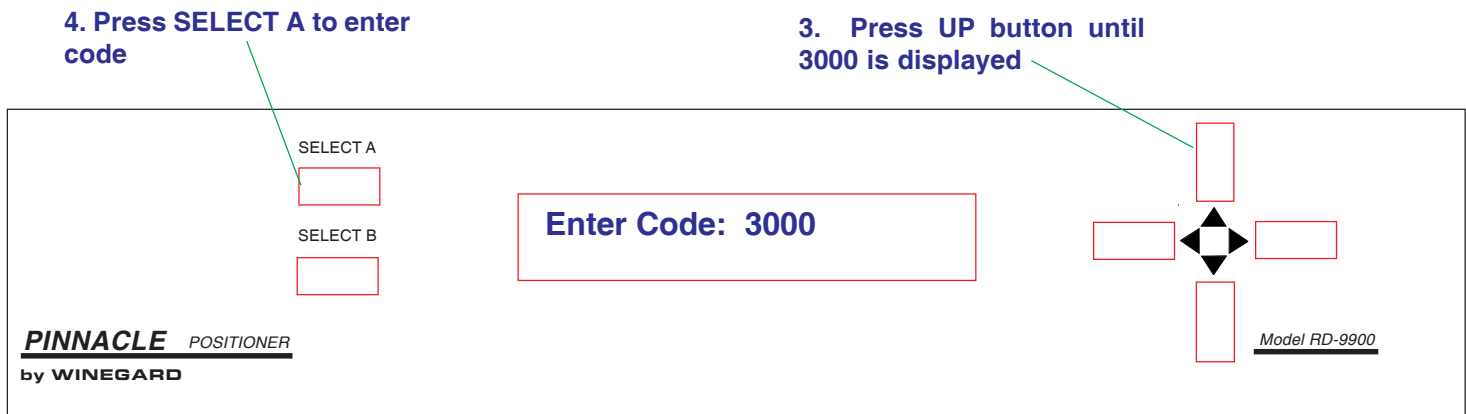 4. Press SELECT A to enter
code
3. Press UP button until
3000 is displayed
SELECT A
Enter Code: 3000
SELECT B
PINNACLE POSITIONER
by WINEGARD
Model RD-9900